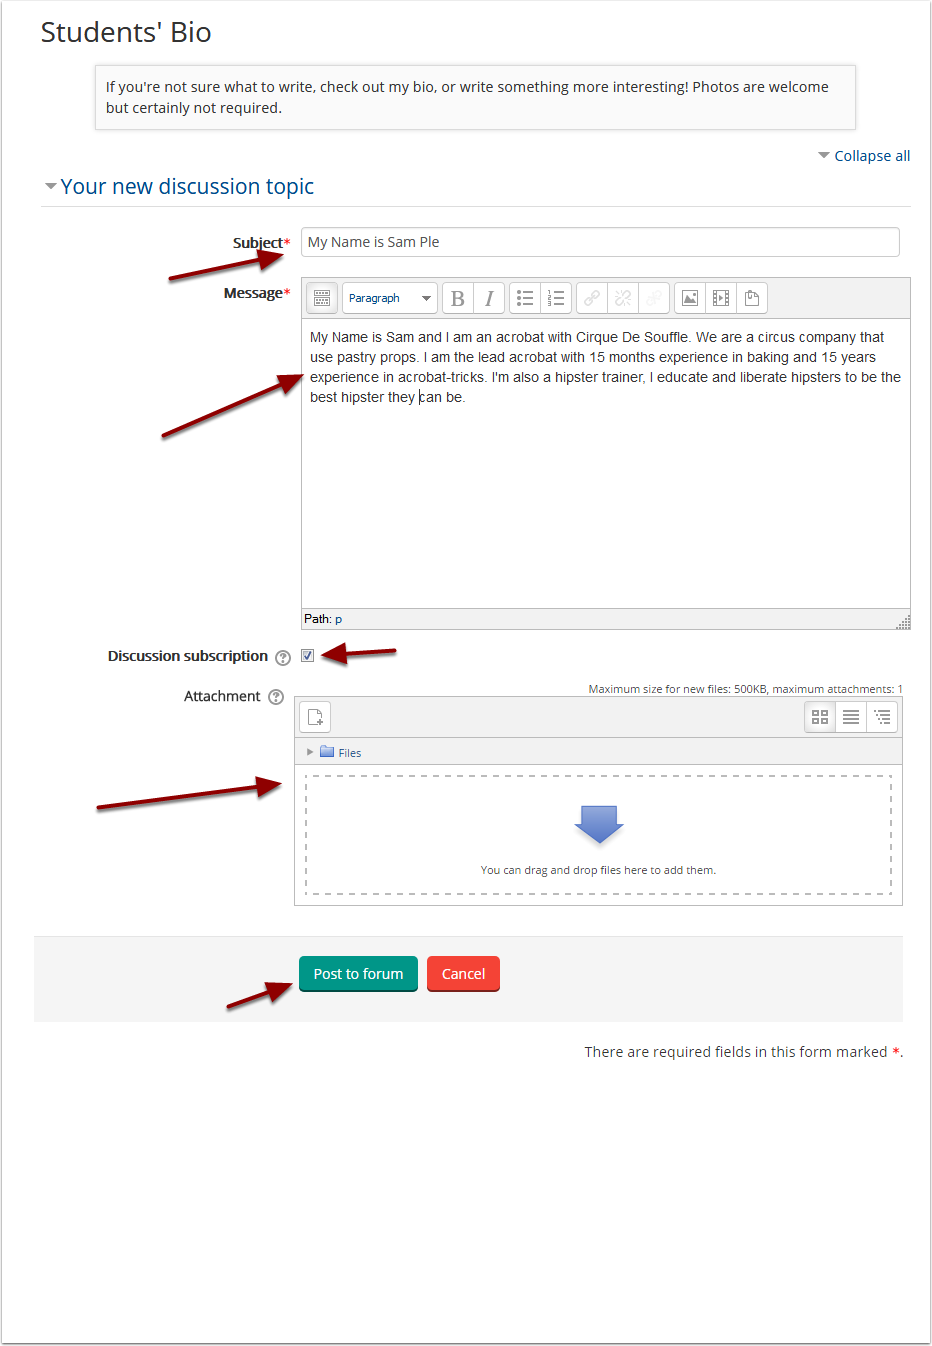 Students' Bio
If you're not sure what to write, check out my bio, or write something more interesting! Photos are welcome
but certainly not required.
Collapse all
Your new discussion topic
Subject*
My Name is Sam Ple
Message*
Paragraph
B I
My Name is Sam and I am an acrobat with Cirque De Souffle. We are a circus company that
use pastry props. I am the lead acrobat with 15 months experience in baking and 15 years
experience in acrobat-tricks. I'm also a hipster trainer, I educate and liberate hipsters to be the
best hipster they can be.
Path: p
Discussion subscription
Attachment
Maximum size for new files: 500KB, maximum attachments: 1
Files
You can drag and drop files here to add them.
Post to forum Cancel
There are required fields in this form marked *.